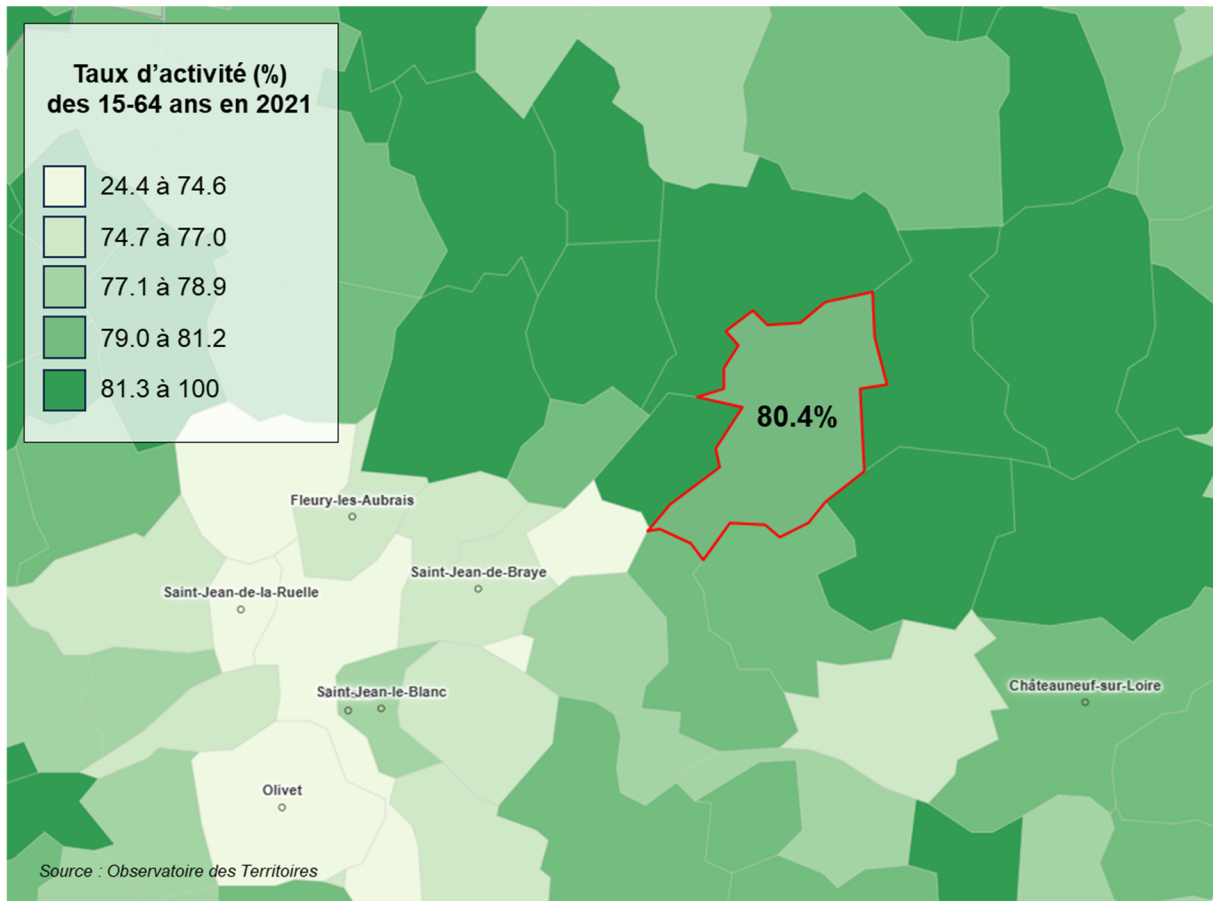 Taux d’activité (%)
des 15-64 ans en 2021
24.4 à 74.6
74.7 à 77.0
77.1 à 78.9
79.0 à 81.2
81.3 à 100
80.4%
Fleury-les-Aubrais
Saint-Jean-de-Braye
Saint-Jean-de-la-Ruelle
Saint-Jean-le-Blanc
Châteauneuf-sur-Loire
Olivet
Source : Observatoire des Territoires